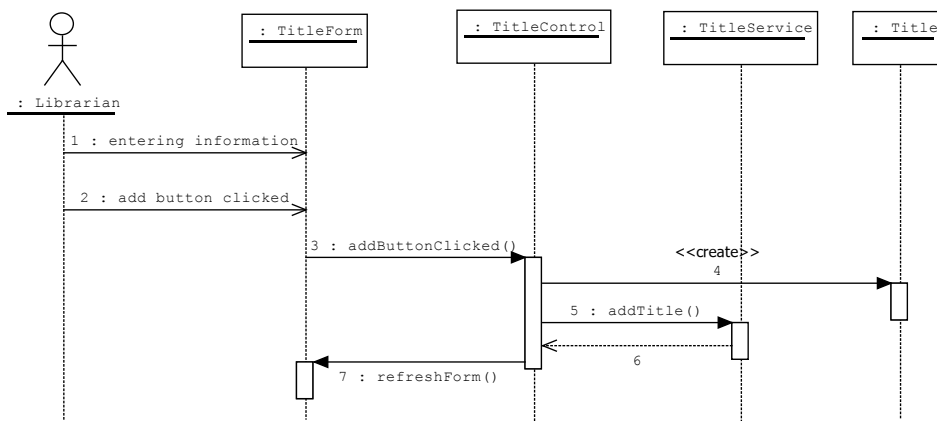 : Librarian
: TitleForm
: TitleControl
: TitleService
: Title
1 : entering information
2 : add button clicked
3 : addButtonClicked()
<<create>>
4
5 : addTitle()
6
7 : refreshForm()